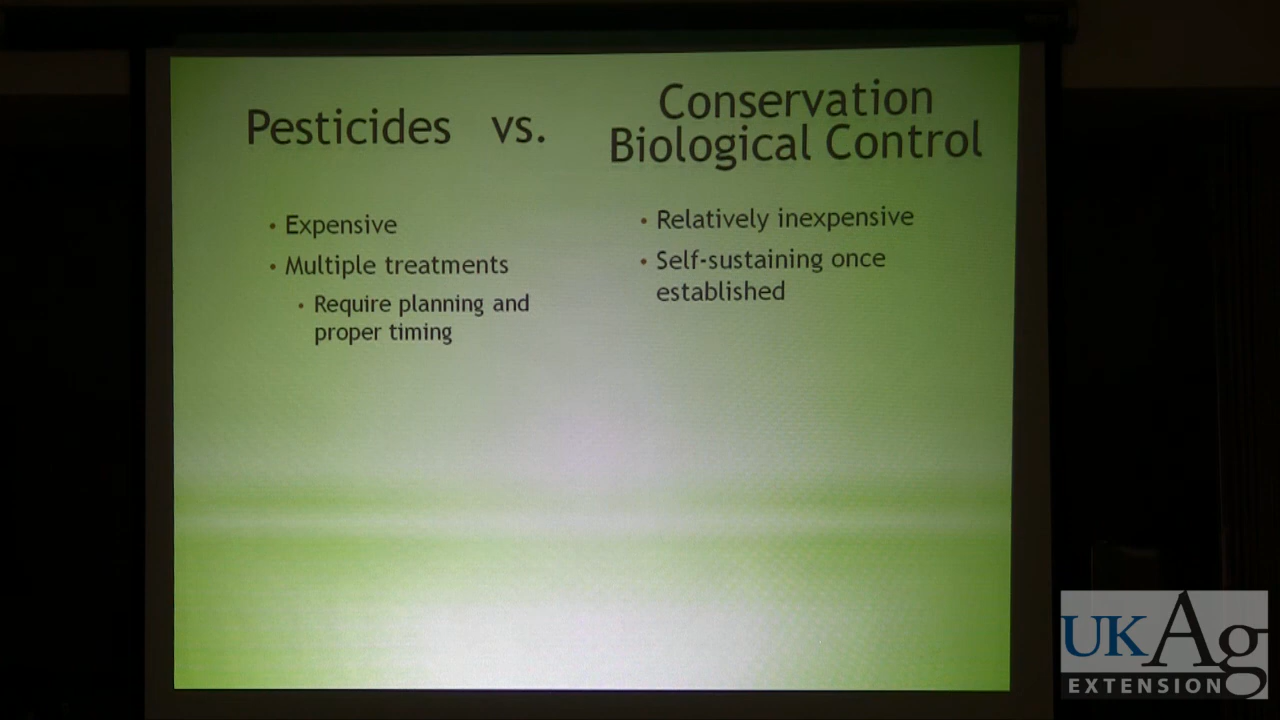 Pesticides vs.
Conservation
Biological Control
• Expensive
• Multiple treatments
• Require planning and
proper timing
• Relatively inexpensive
• Self-sustaining once
established
UKAg
EXTENSION